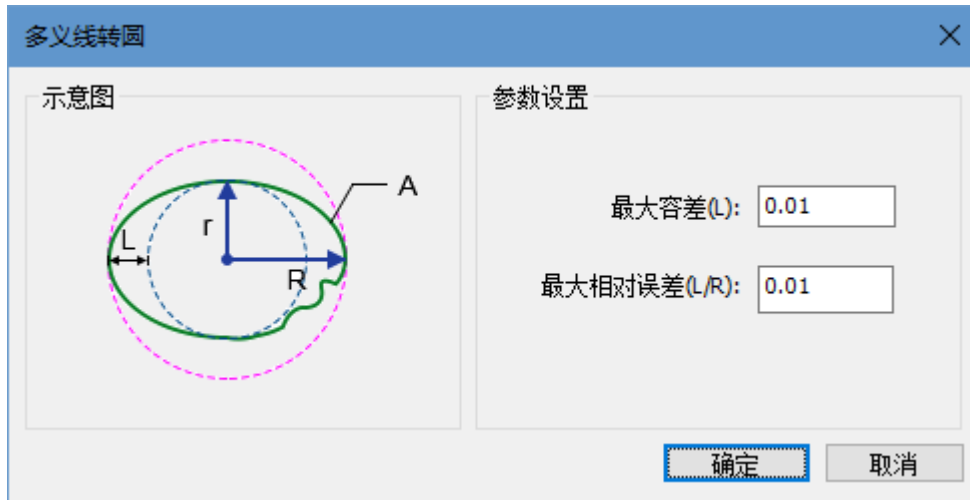 多义线转圆
示意图
A
r
L
R
参数设置
最大容差(L): 0.01
最大相对误差(L/R): 0.01
确定 取消